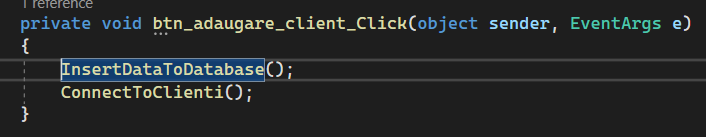 1 reference
private void btn_adaugare_client_Click(object sender, EventArgs e)
{
InsertDataToDatabase();
ConnectToClienti();
}